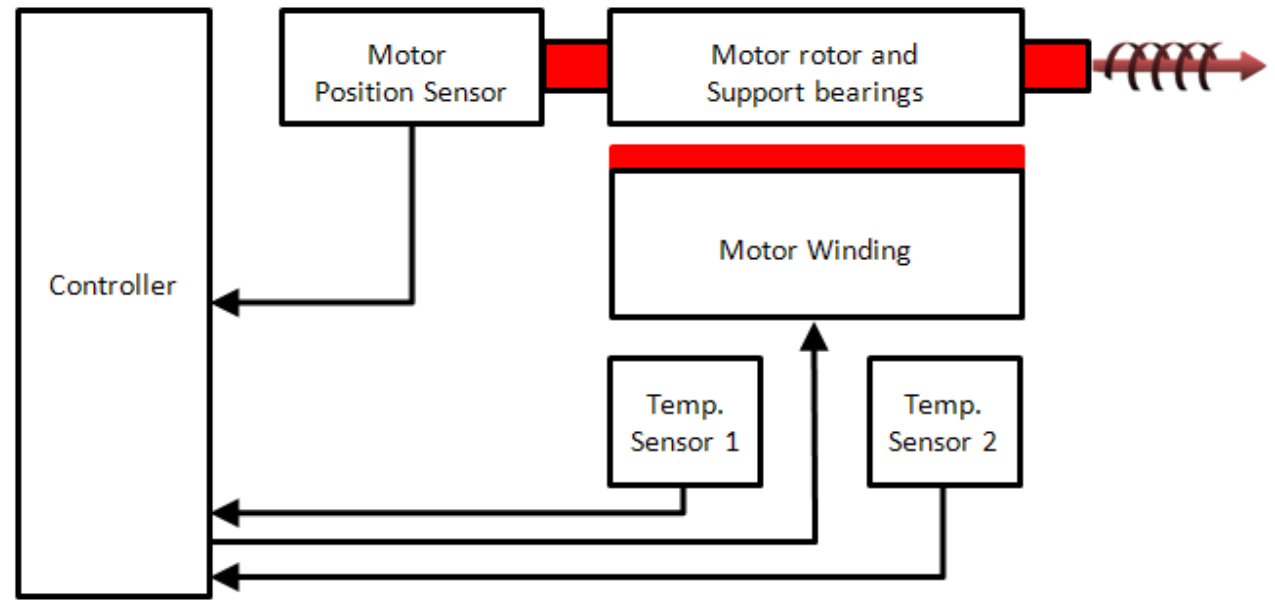 Motor
Position Sensor
Motor rotor and
Support bearings
Controller
Motor Winding
Temp.
Sensor 1
Temp.
Sensor 2